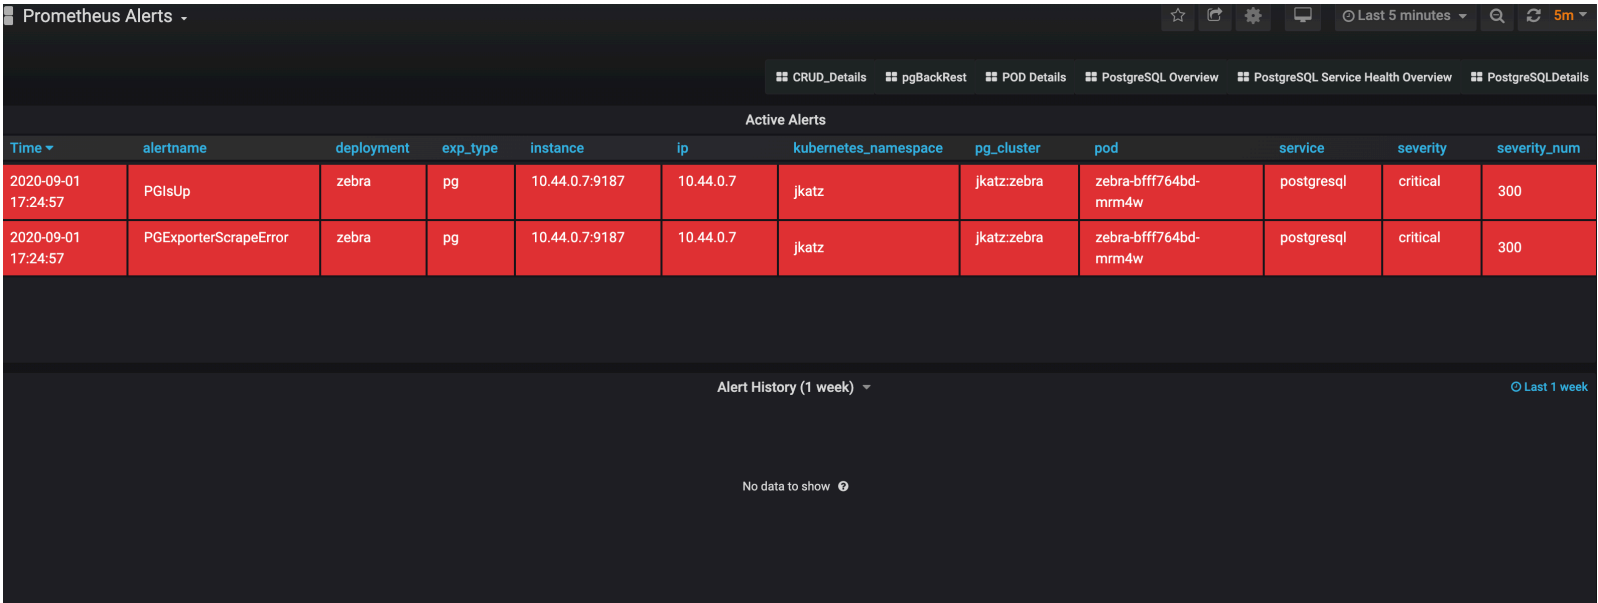 Prometheus Alerts
Last 5 minutes
5m
CRUD_Details pgBackRest POD Details PostgreSQL Overview PostgreSQL Service Health Overview PostgreSQLDetails
Active Alerts
Time alertname deployment exp_type instance ip kubernetes_namespace pg_cluster pod service severity severity_num
2020-09-01 17:24:57 PGIsUp zebra pg 10.44.0.7:9187 10.44.0.7 jkatz jkatz:zebra zebra-bfff764bd-mrm4w postgresql critical 300
2020-09-01 17:24:57 PGExporterScrapeError zebra pg 10.44.0.7:9187 10.44.0.7 jkatz jkatz:zebra zebra-bfff764bd-mrm4w postgresql critical 300
Alert History (1 week)
Last 1 week
No data to show